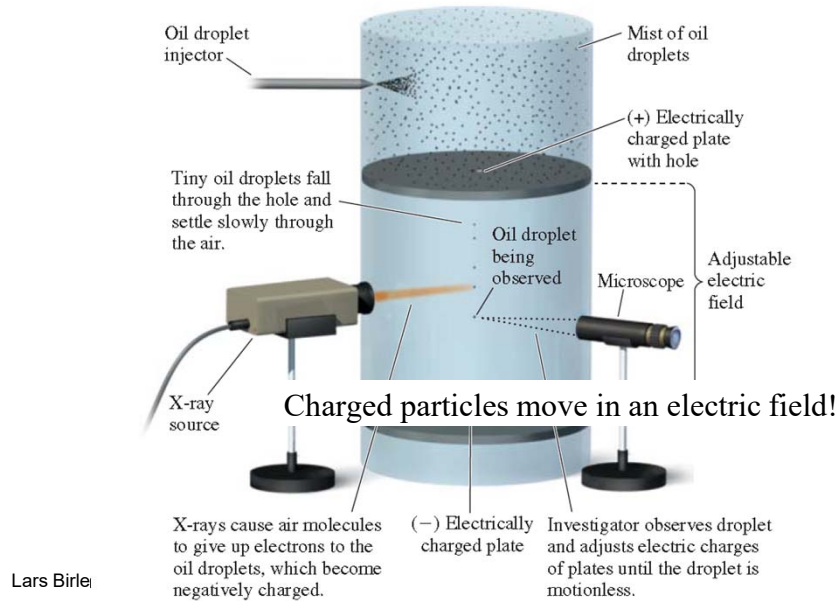 Oil droplet
injector
Mist of oil
droplets
(+) Electrically
charged plate
with hole
Tiny oil droplets fall
through the hole and
settle slowly through
the air.
Oil droplet
being
observed
Adjustable
electric
field
Microscope
X-ray
source
Charged particles move in an electric field!
X-rays cause air molecules
to give up electrons to the
oil droplets, which become
negatively charged.
(−) Electrically
charged plate
Investigator observes droplet
and adjusts electric charges
of plates until the droplet is
motionless.
Lars